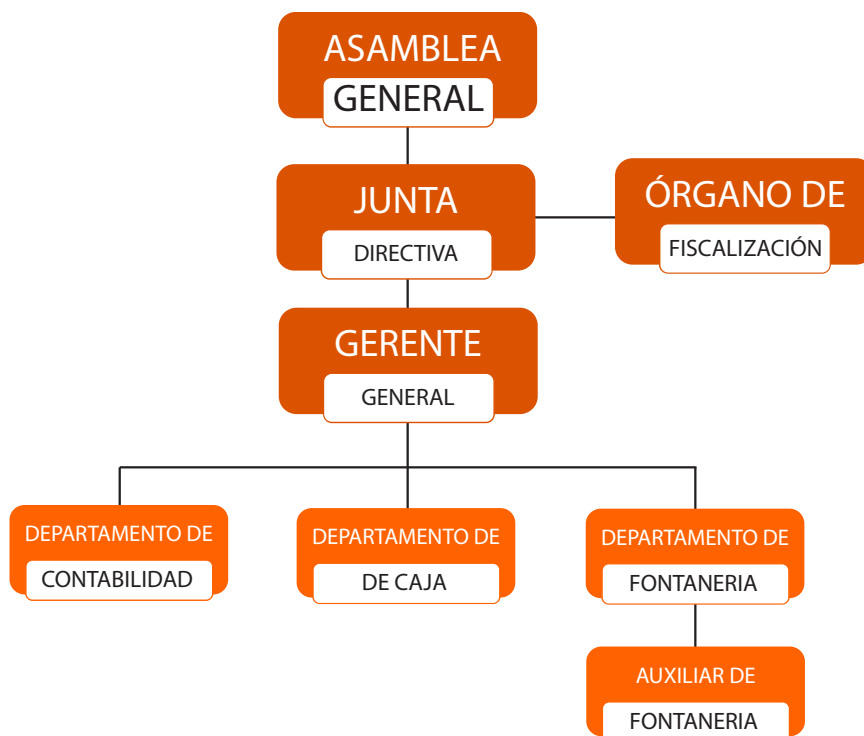 ASAMBLEA
GENERAL
JUNTA
DIRECTIVA
ÓRGANO DE
FISCALIZACIÓN
GERENTE
GENERAL
DEPARTAMENTO DE
CONTABILIDAD
DEPARTAMENTO DE
DE CAJA
DEPARTAMENTO DE
FONTANERIA
AUXILIAR DE
FONTANERIA